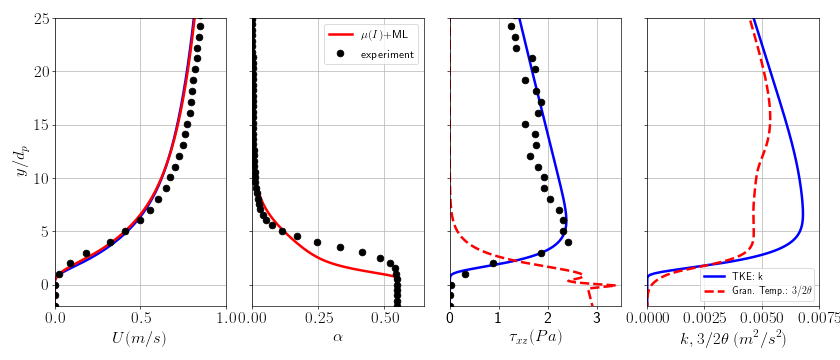 μ(I)+ML
experiment
y/d_p
25
20
15
10
5
0
0.0 0.5 1.0
U(m/s)
0.00 0.25 0.50
α
0 1 2 3
τ_xz(Pa)
TKE: k
Gran. Temp.: 3/2θ
0.0000 0.0025 0.0050 0.0075
k, 3/2θ (m²/s²)